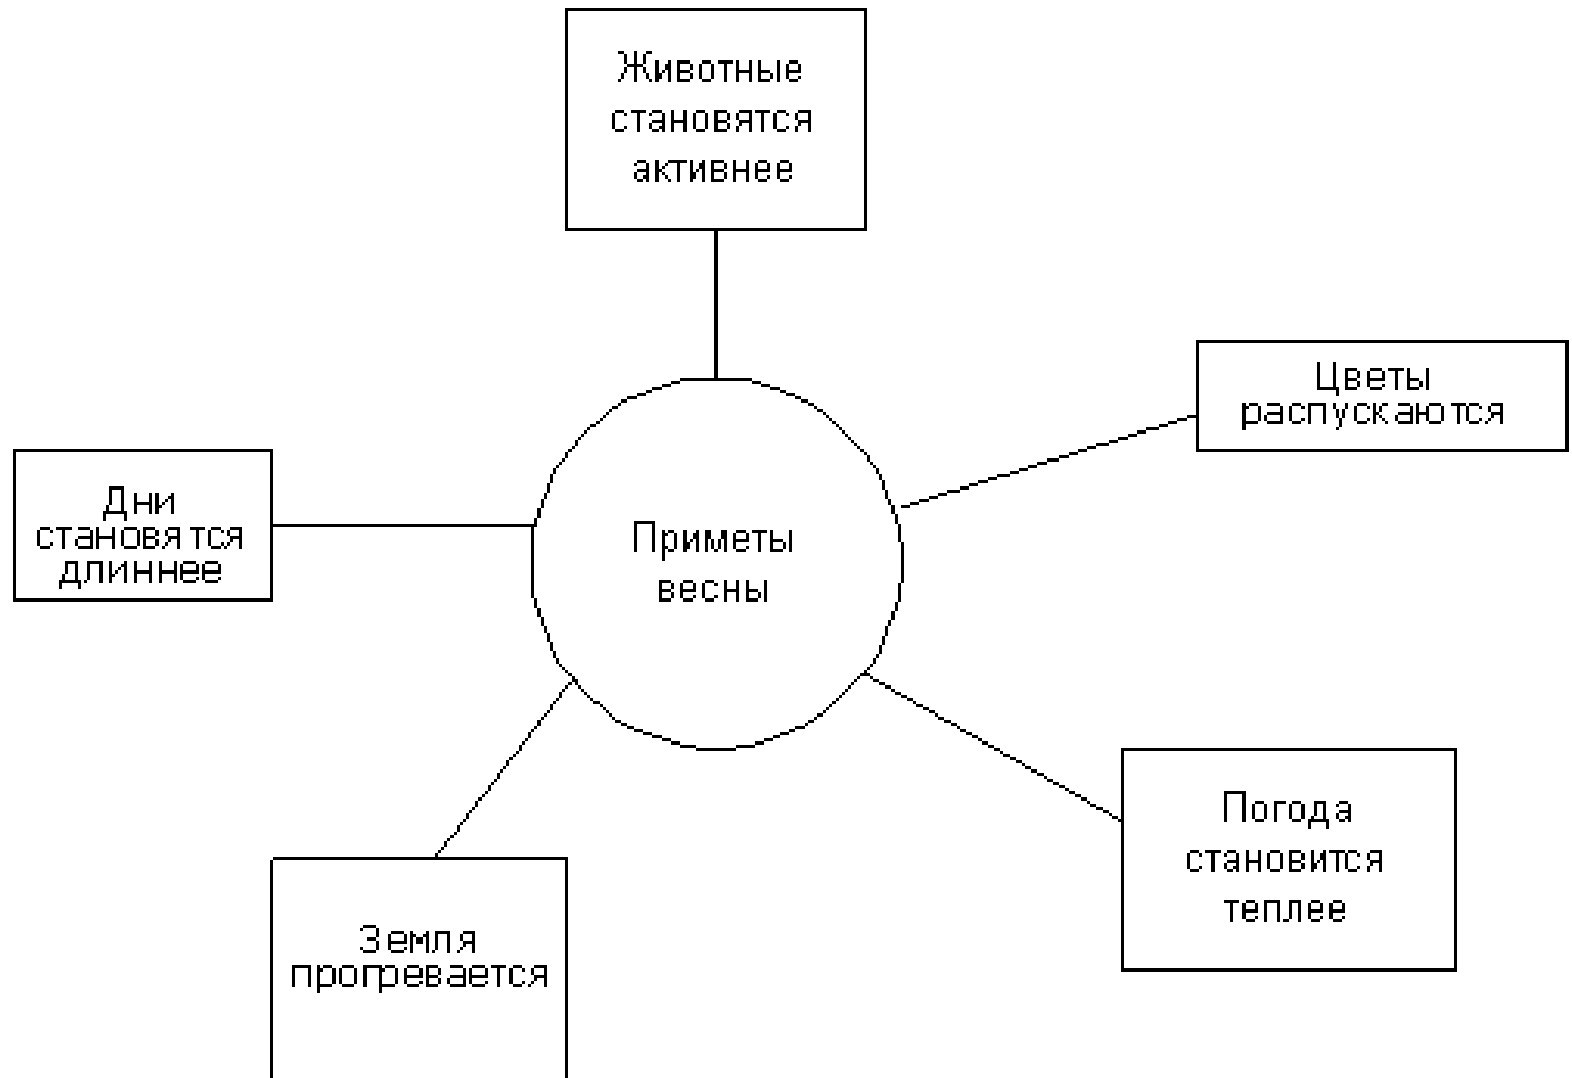 Животные
становятся
активнее
Цветы
распускаются
Дни
становятся
длиннее
Приметы
весны
Погода
становится
теплее
Земля
прогревается